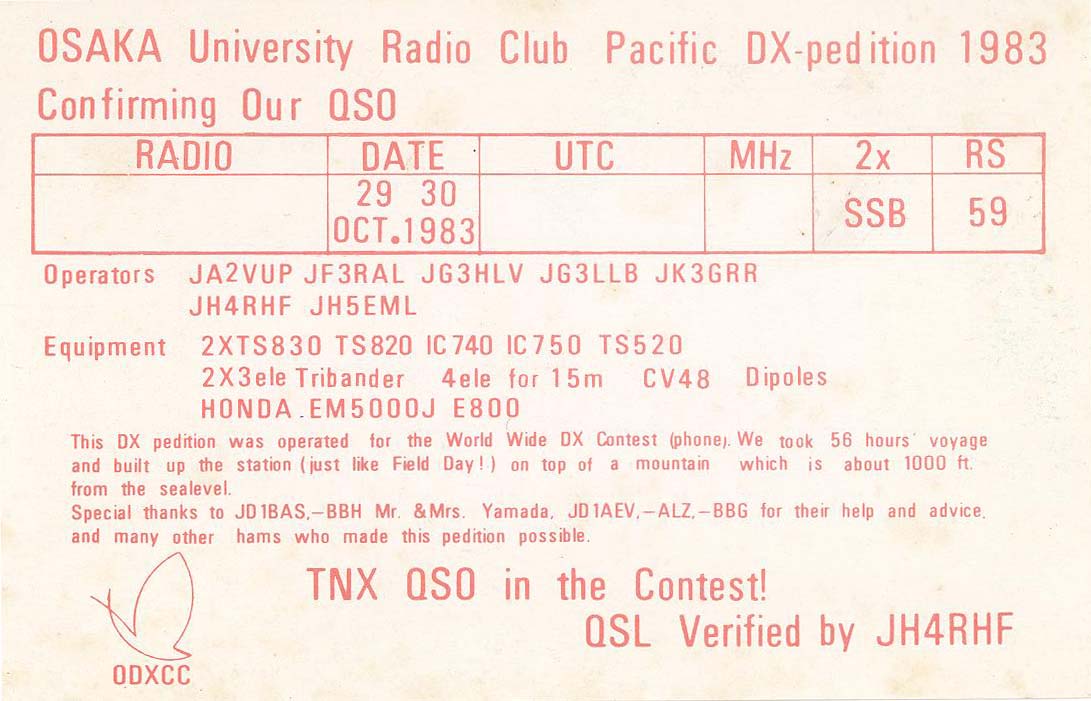 OSAKA University Radio Club Pacific DX-pedition 1983
Confirming Our QSO
RADIO DATE UTC MHz 2x RS
29 30
OCT.1983 SSB 59
Operators JA2VUP JF3RAL JG3HLV JG3LLB JK3GRR
JH4RHF JH5EML
Equipment 2XTS830 TS820 IC740 IC750 TS520
2X3ele Tribander 4ele for 15m CV48 Dipoles
HONDA.EM5000J E800
This DX pedition was operated for the World Wide DX Contest (phone). We took 56 hours' voyage
and built up the station (just like Field Day!) on top of a mountain which is about 1000 ft.
from the sealevel.
Special thanks to JD1BAS,-BBH Mr. &Mrs. Yamada, JD1AEV,-ALZ,-BBG for their help and advice.
and many other hams who made this pedition possible.
TNX QSO in the Contest!
QSL Verified by JH4RHF
ODXCC